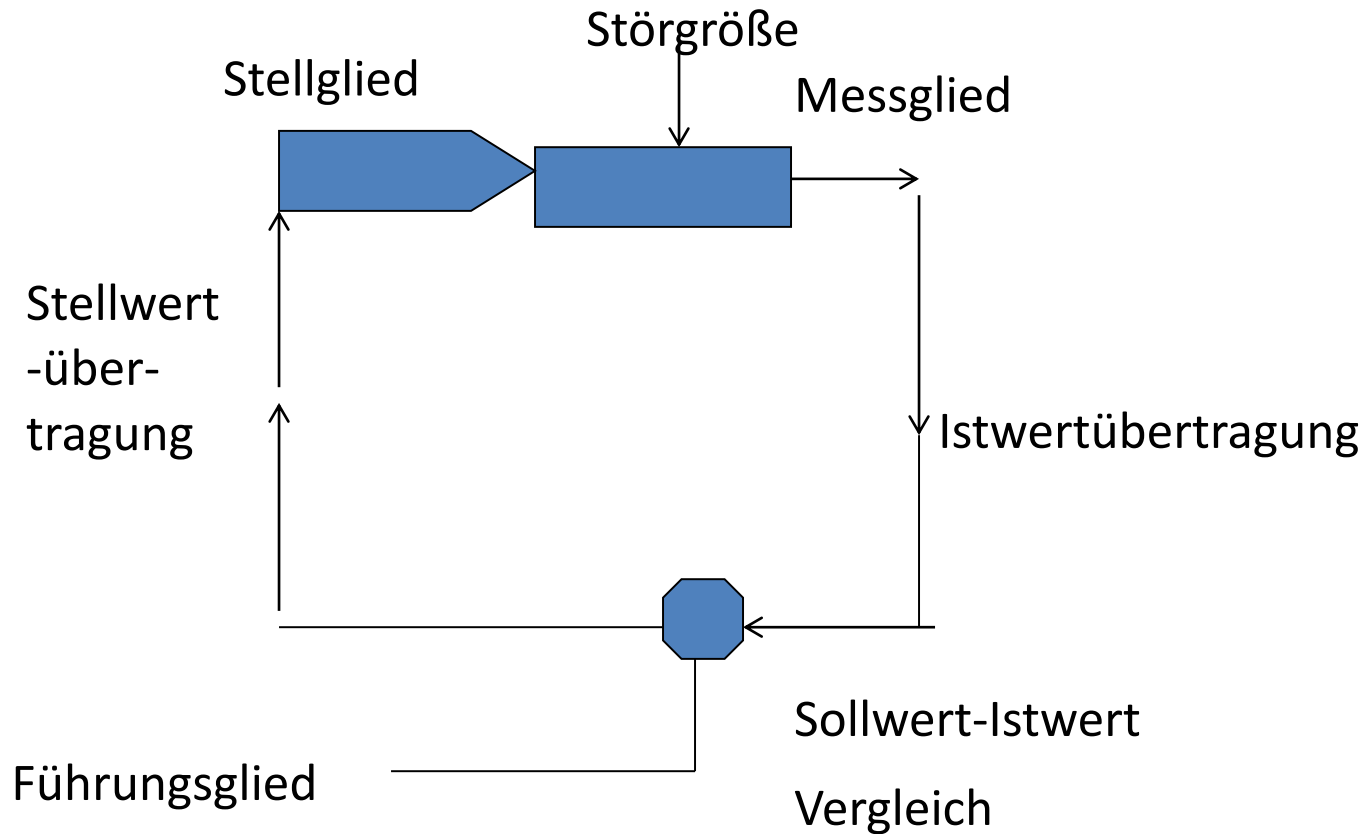 Störgröße
Stellglied
Messglied
Stellwert
-über-
tragung
Istwertübertragung
Sollwert-Istwert
Vergleich
Führungsglied